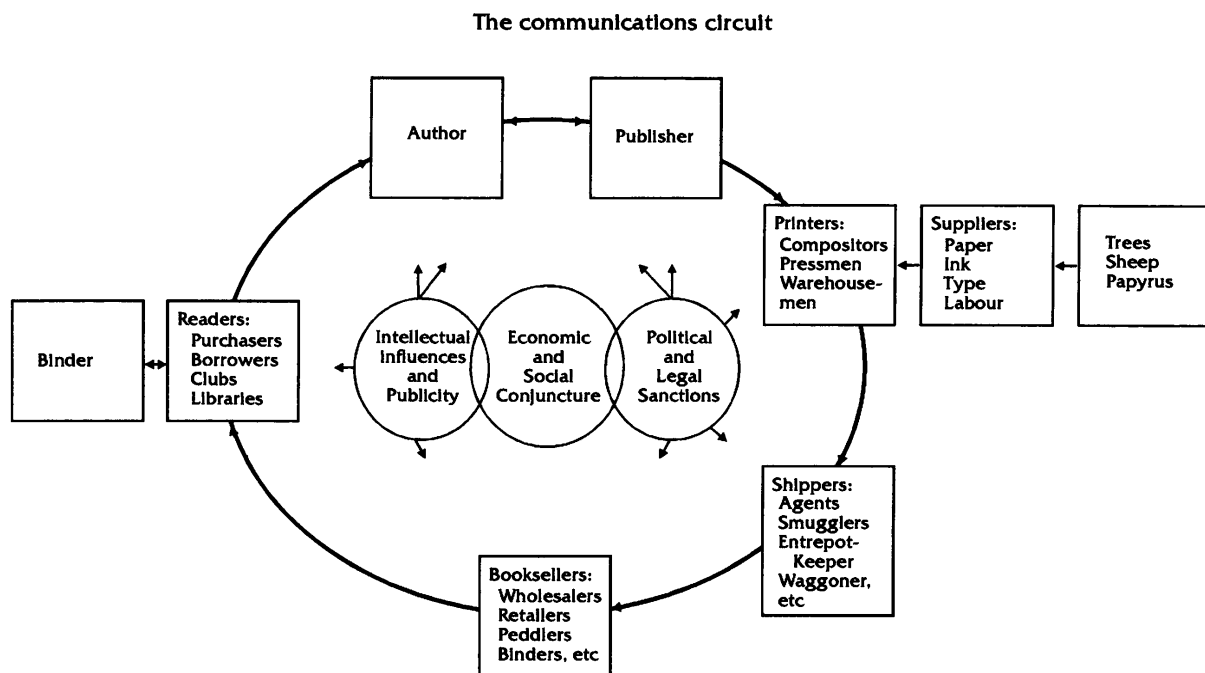 The communications circuit
Author
Publisher
Printers:
Compositors
Pressmen
Warehouse-
men
Suppliers:
Paper
Ink
Type
Labour
Trees
Sheep
Papyrus
Binder
Readers:
Purchasers
Borrowers
Clubs
Libraries
Intellectual
Influences
and
Publicity
Economic
and
Social
Conjuncture
Political
and
Legal
Sanctions
Shippers:
Agents
Smugglers
Entrepot-
Keeper
Waggoner,
etc
Booksellers:
Wholesalers
Retailers
Peddlers
Binders, etc